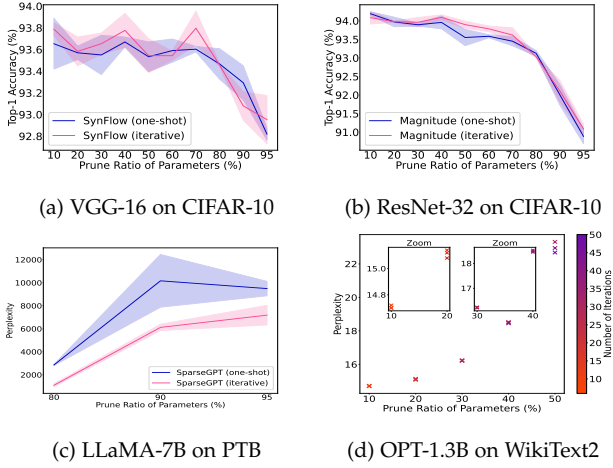 Top-1 Accuracy (%)
94.0
93.8
93.6
93.4
93.2
93.0
92.8
SynFlow (one-shot)
SynFlow (iterative)
10 20 30 40 50 60 70 80 90 95
Prune Ratio of Parameters (%)
(a) VGG-16 on CIFAR-10
Top-1 Accuracy (%)
94.0
93.5
93.0
92.5
92.0
91.5
91.0
Magnitude (one-shot)
Magnitude (iterative)
10 20 30 40 50 60 70 80 90 95
Prune Ratio of Parameters (%)
(b) ResNet-32 on CIFAR-10
Perplexity
12000
10000
8000
6000
4000
2000
SparseGPT (one-shot)
SparseGPT (iterative)
80 90 95
Prune Ratio of Parameters (%)
(c) LLaMA-7B on PTB
Perplexity
22
20
18
16
14
Zoom
15.0
14.8
10 20
Zoom
18
17
30 40
10 20 30 40 50
Prune Ratio of Parameters (%)
50
45
40
35
30
25
20
15
10
Number of Iterations
(d) OPT-1.3B on WikiText2